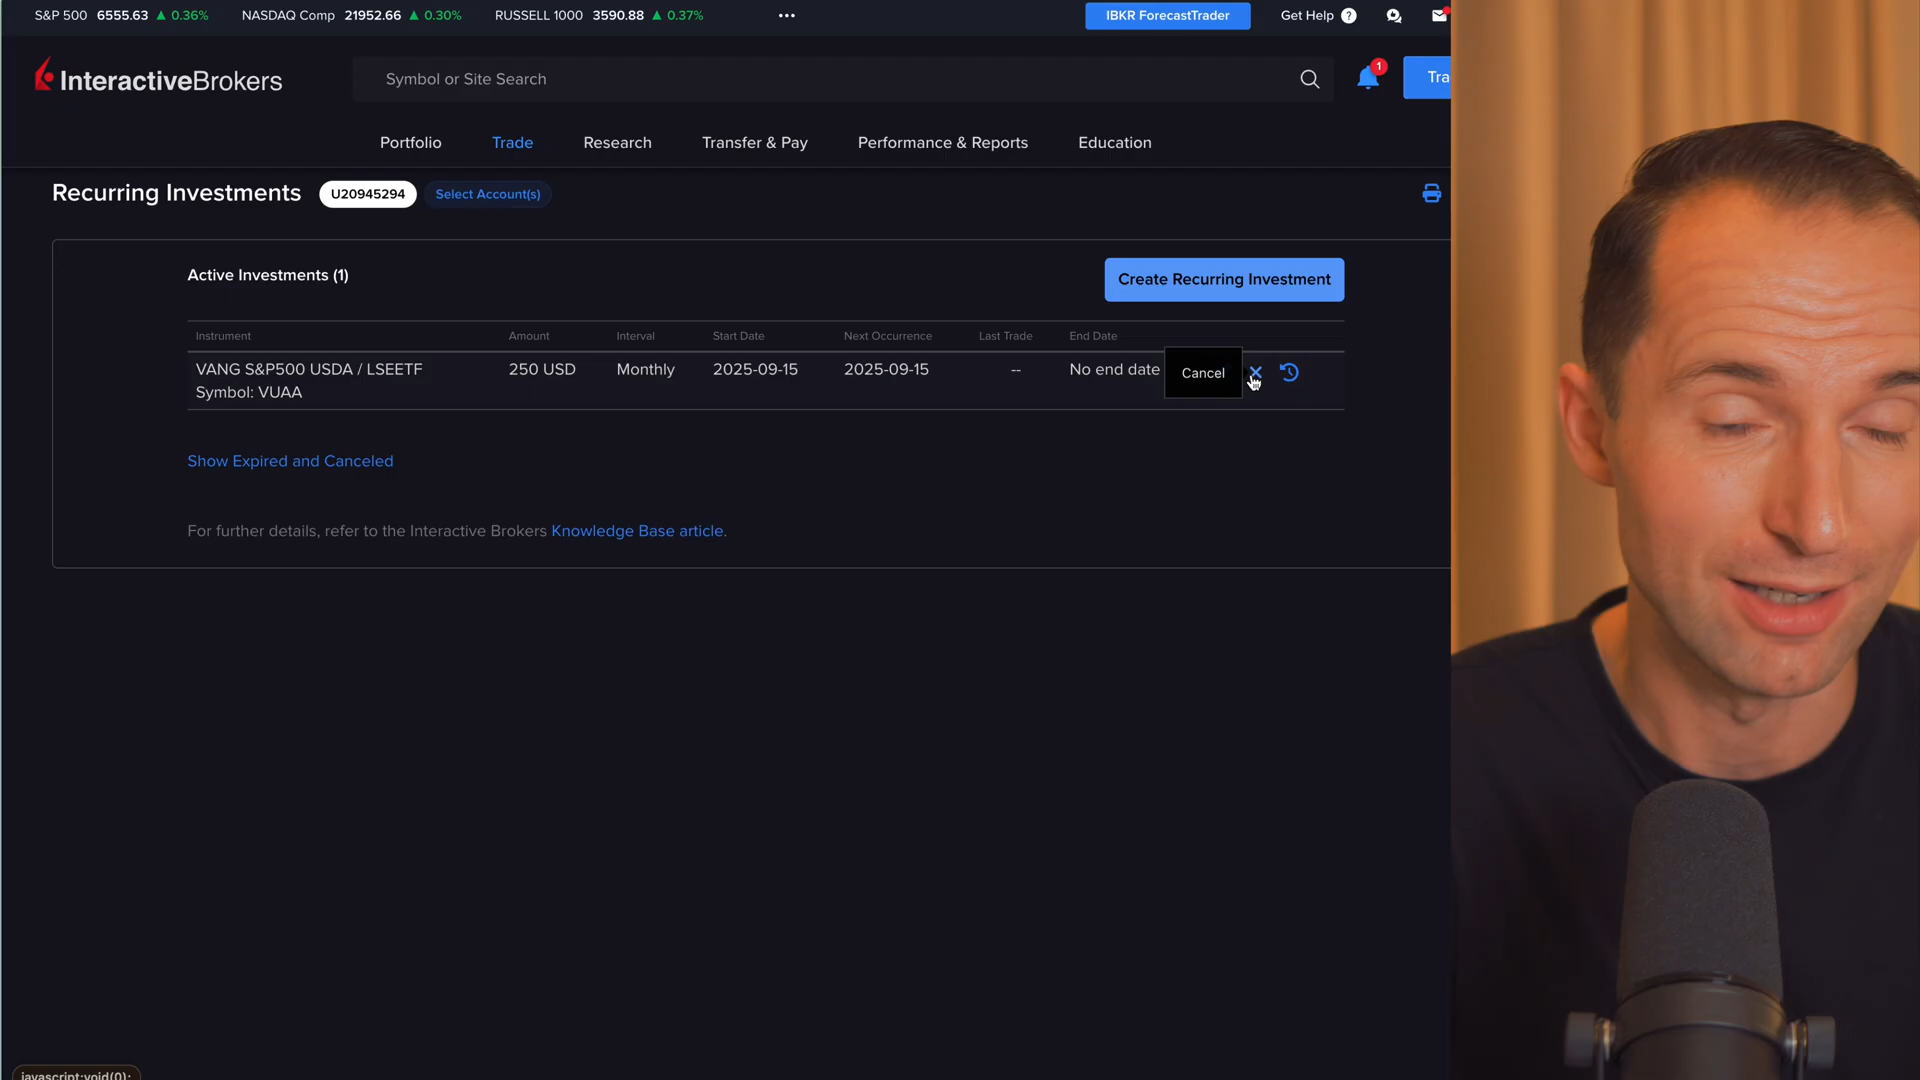 S&P 500 6555.63 ▲ 0.36% NASDAQ Comp 21952.66 ▲ 0.30% RUSSELL 1000 3590.88 ▲ 0.37% ••• IBKR ForecastTrader Get Help ?
InteractiveBrokers Symbol or Site Search 1 Tra
Portfolio Trade Research Transfer & Pay Performance & Reports Education
Recurring Investments U20945294 Select Account(s)
Active Investments (1) Create Recurring Investment
Instrument Amount Interval Start Date Next Occurrence Last Trade End Date
VANG S&P500 USDA / LSEETF 250 USD Monthly 2025-09-15 2025-09-15 -- No end date Cancel
Symbol: VUAA
Show Expired and Canceled
For further details, refer to the Interactive Brokers Knowledge Base article.
javascript:void(0);